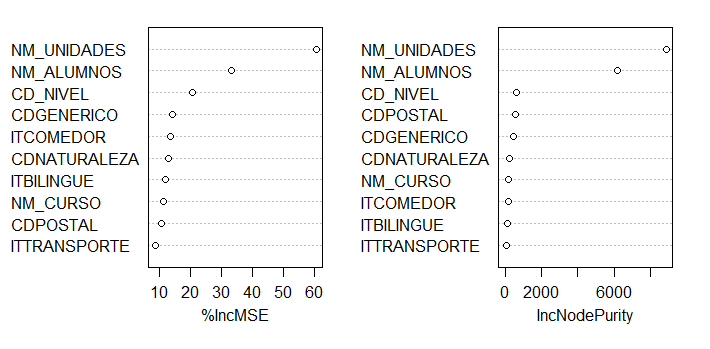 NM_UNIDADES
NM_ALUMNOS
CD_NIVEL
CDGENERICO
ITCOMEDOR
CDNATURALEZA
ITBILINGUE
NM_CURSO
CDPOSTAL
ITTRANSPORTE
10 20 30 40 50 60
%IncMSE
NM_UNIDADES
NM_ALUMNOS
CD_NIVEL
CDPOSTAL
CDGENERICO
CDNATURALEZA
NM_CURSO
ITCOMEDOR
ITBILINGUE
ITTRANSPORTE
0 2000 6000
IncNodePurity